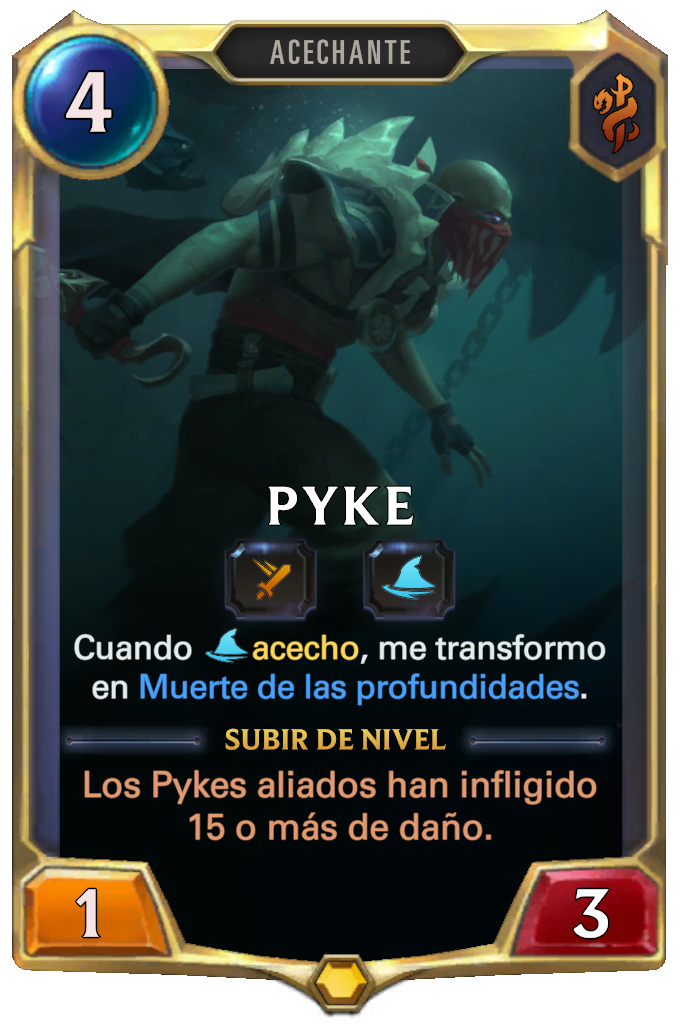 ACECHANTE
4
PYKE
Cuando acecho, me transformo
en Muerte de las profundidades.
SUBIR DE NIVEL
Los Pykes aliados han infligido
15 o más de daño.
1
3